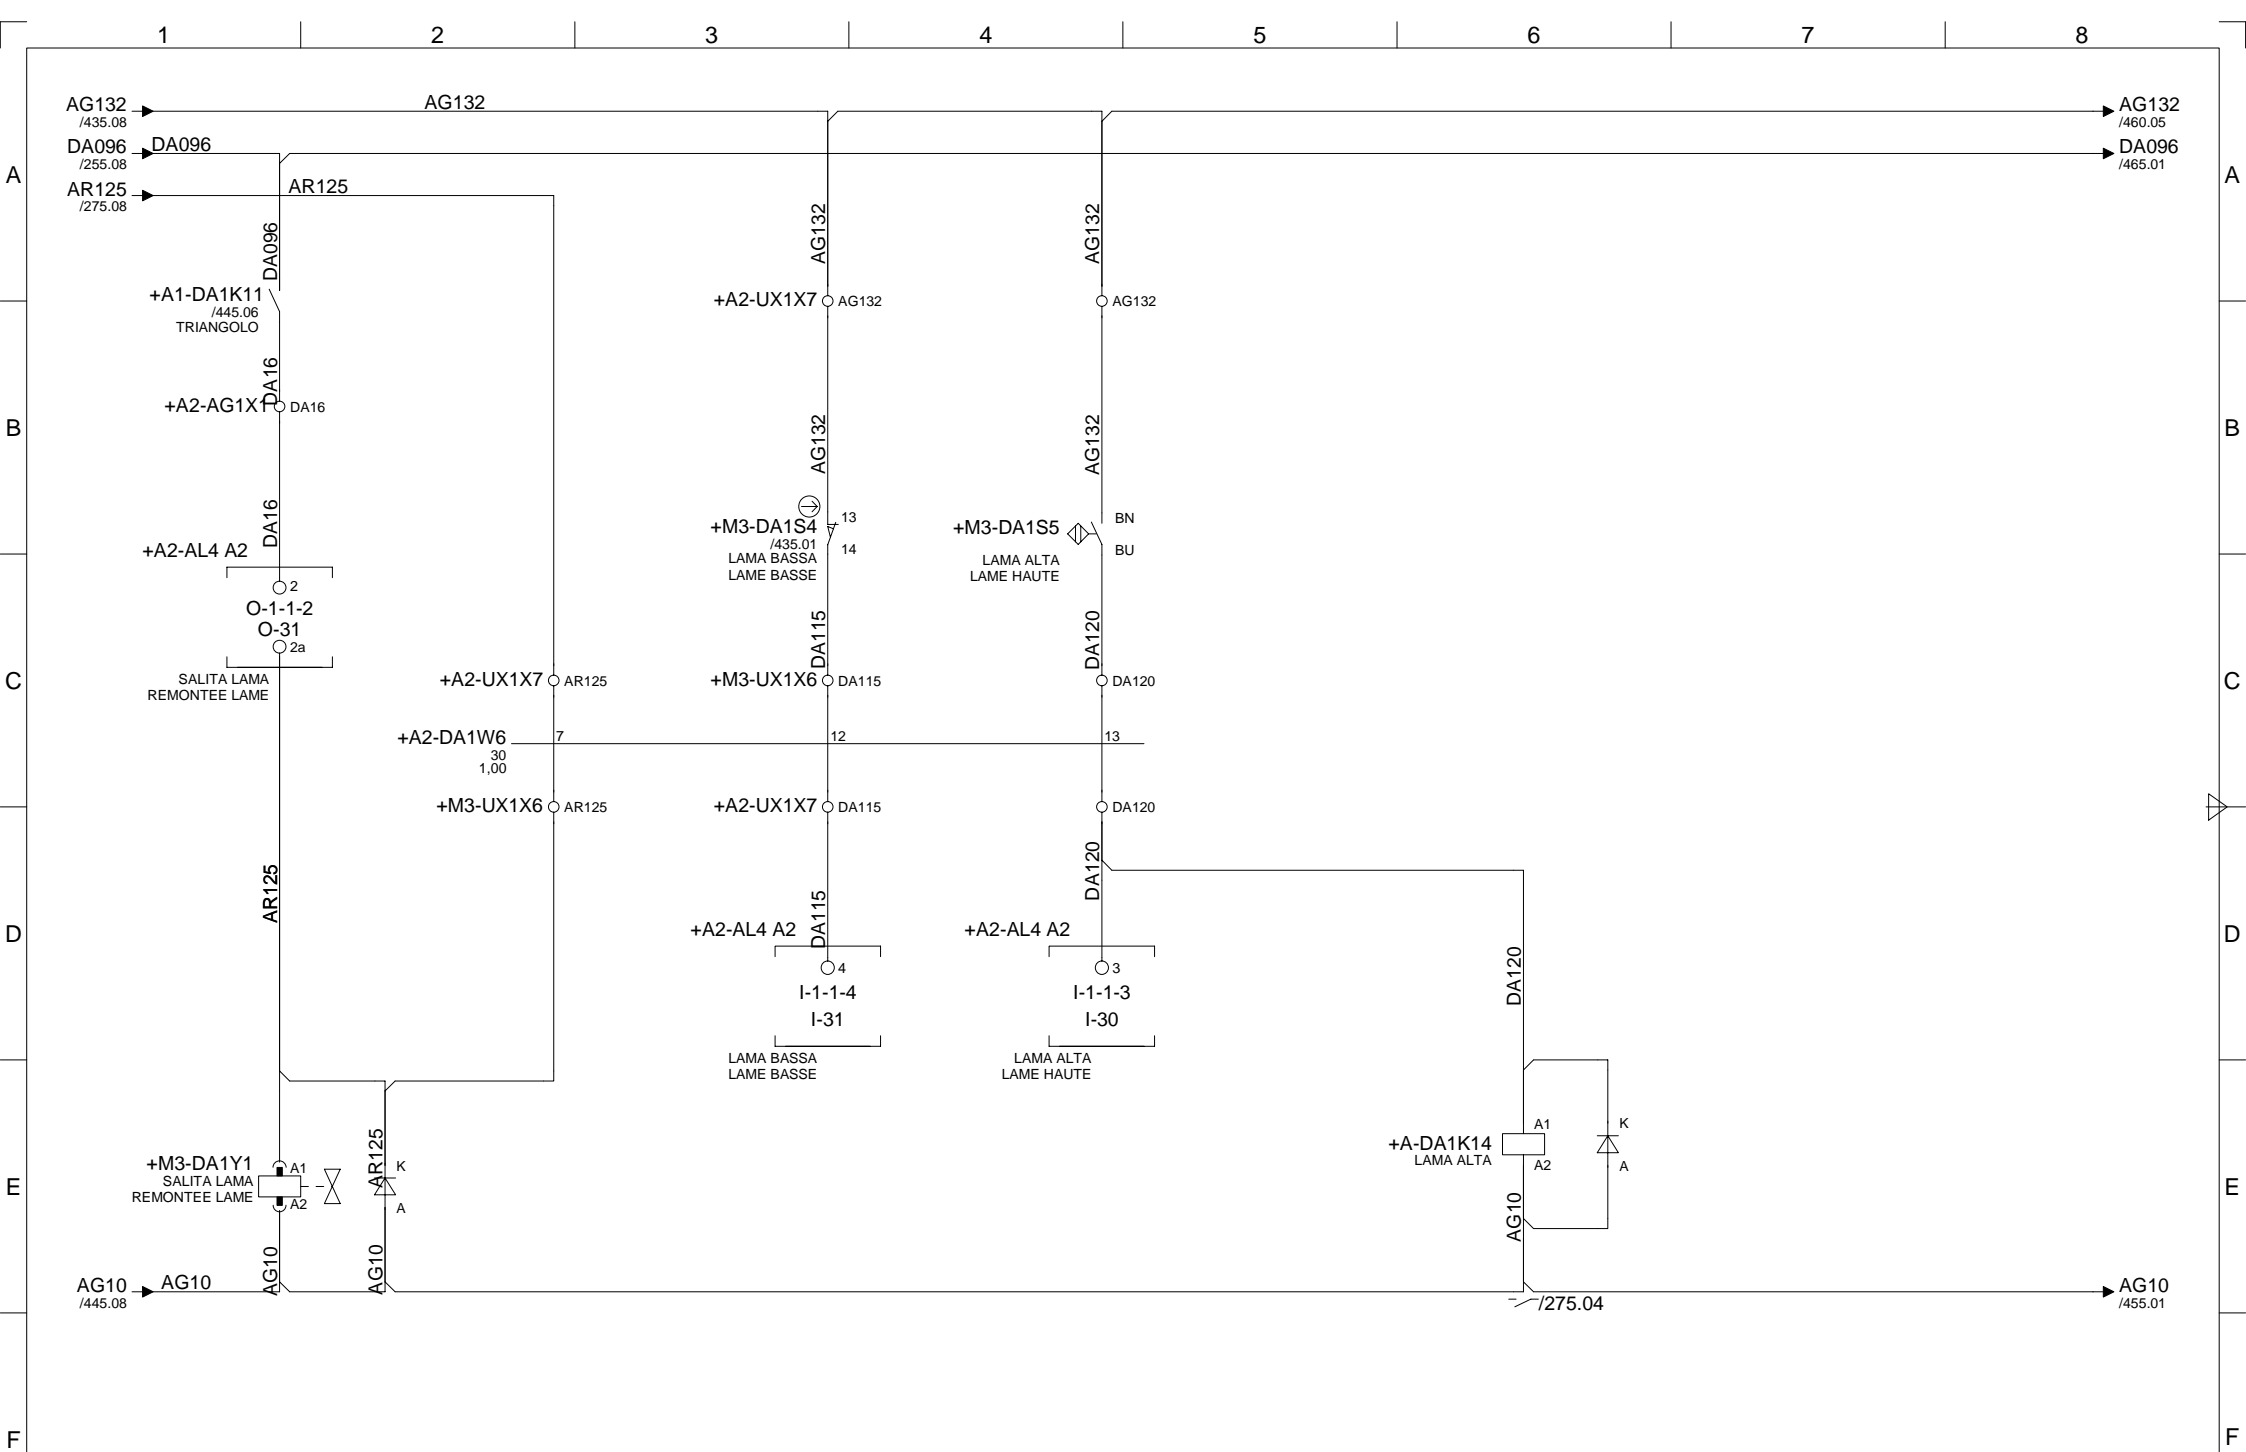 1 2 3 4 5 6 7 8
AG132 AG132 AG132
/435.08 /460.05
DA096 DA096 DA096
/255.08 /465.01
A A
AR125 AR125
/275.08
DA096 AG132 AG132
+A1-DA1K11
/445.06
TRIANGOLO
+A2-UX1X7 AG132 AG132
DA16
+A2-AG1X1 DA16
B B
AG132 AG132
DA16
+M3-DA1S4 13
/435.01 14
LAMA BASSA
LAME BASSE
+M3-DA1S5 BN
BU
LAMA ALTA
LAME HAUTE
+A2-AL4 A2
2
O-1-1-2
O-31
2a
SALITA LAMA
REMONTEE LAME
DA115 DA120
C C
+A2-UX1X7 AR125 +M3-UX1X6 DA115 DA120
+A2-DA1W6 7 12 13
30
1,00
+M3-UX1X6 AR125 +A2-UX1X7 DA115 DA120
AR125 DA115 DA120
D D
+A2-AL4 A2 +A2-AL4 A2
4 3
I-1-1-4 I-1-1-3
I-31 I-30
LAMA BASSA LAMA ALTA
LAME BASSE LAME HAUTE
DA120
+A-DA1K14 A1 K
LAMA ALTA A2 A
+M3-DA1Y1 A1 AR125 K
SALITA LAMA
REMONTEE LAME A2 A
E E
AG10 AG10 AG10
AG10 AG10 AG10
/445.08 /455.01
/275.04
F F